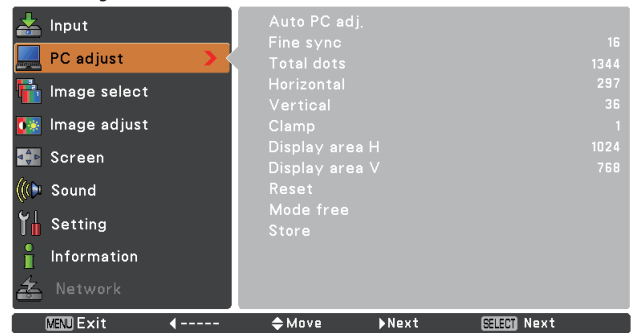 Input
PC adjust
Image select
Image adjust
Screen
Sound
Setting
Information
Network
Auto PC adj.
Fine sync 16
Total dots 1344
Horizontal 297
Vertical 36
Clamp 1
Display area H 1024
Display area V 768
Reset
Mode free
Store
MENU Exit ◀----- Move ▶Next SELECT Next